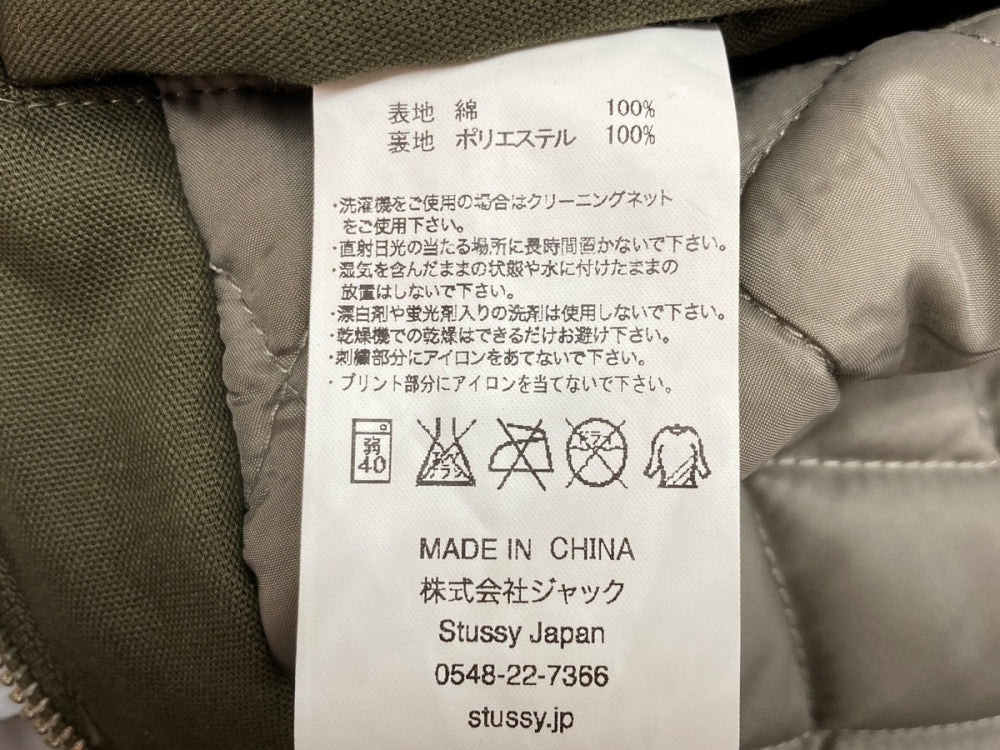 表地 綿 100%
裏地 ポリエステル 100%
・洗濯機をご使用の場合はクリーニングネット
をご使用下さい。
・直射日光の当たる場所に長時間置かないで下さい。
・湿気を含んだままの状態や水に付けたままの
放置はしないで下さい。
・漂白剤や蛍光剤入りの洗剤は使用しないで下さい。
・乾燥機での乾燥はできるだけお避け下さい。
・刺繍部分にアイロンをあてないで下さい。
・プリント部分にアイロンを当てないで下さい。
弱 エンソ ドライ
40 サラシ
MADE IN CHINA
株式会社ジャック
Stussy Japan
0548-22-7366
stussy.jp